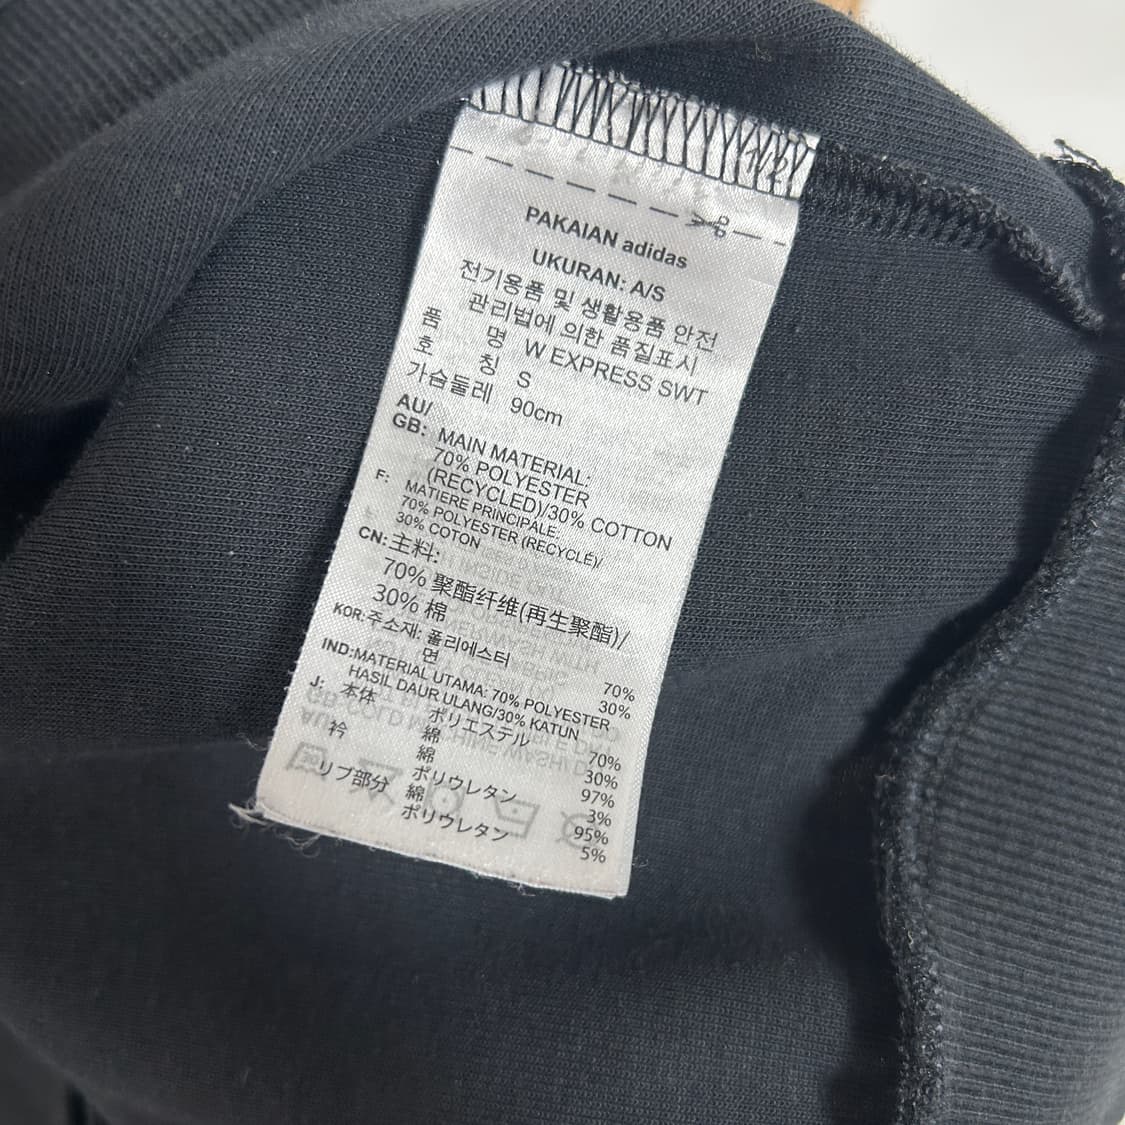 1/2
PAKAIAN adidas
UKURAN: A/S
전기용품 및 생활용품 안전
관리법에 의한 품질표시
품 명 W EXPRESS SWT
호 칭 S
가슴둘레 90cm
AU/
GB: MAIN MATERIAL:
70% POLYESTER
(RECYCLED)/30% COTTON
F: MATIERE PRINCIPALE:
70% POLYESTER (RECYCLÉ)/
30% COTON
CN: 主料:
70% 聚酯纤维(再生聚酯)/
30% 棉
KOR: 주소재: 폴리에스터 70%
면 30%
IND: MATERIAL UTAMA: 70% POLYESTER
HASIL DAUR ULANG/30% KATUN
J: 本体 ポリエステル 70%
綿 30%
衿 綿 97%
ポリウレタン 3%
リブ部分 綿 95%
ポリウレタン 5%